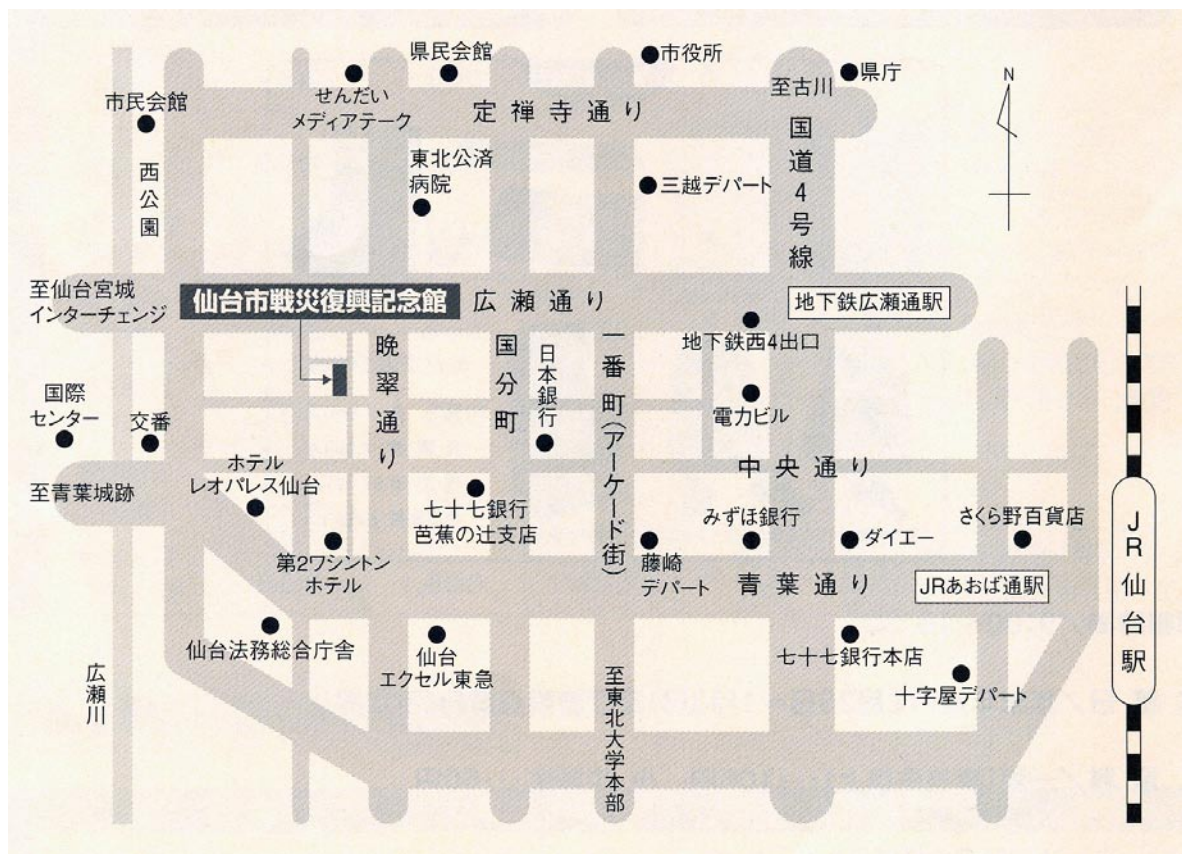 県民会館
市役所
県庁
至古川
市民会館
せんだい
メディアテーク
定禅寺通り
N
国道4号線
西公園
東北公済
病院
三越デパート
至仙台宮城
インターチェンジ
仙台市戦災復興記念館
広瀬通り
地下鉄広瀬通駅
地下鉄西4出口
晩翠通り
国分町
日本銀行
一番町(アーケード街)
国際
センター
交番
電力ビル
中央通り
ホテル
レオパレス仙台
至青葉城跡
七十七銀行
芭蕉の辻支店
みずほ銀行
ダイエー
さくら野百貨店
JR仙台駅
第2ワシントン
ホテル
藤崎
デパート
青葉通り
JRあおば通駅
仙台法務総合庁舎
仙台
エクセル東急
七十七銀行本店
十字屋デパート
広瀬川
至東北大学本部